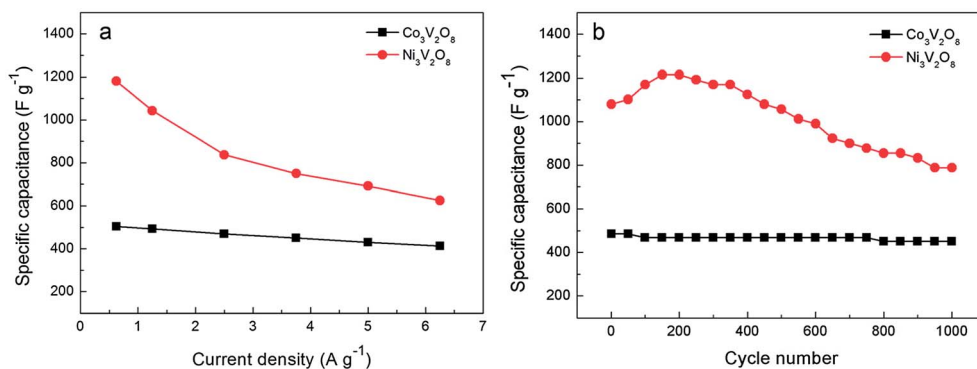 a
Co₃V₂O₈
Ni₃V₂O₈
1400
1200
1000
800
600
400
200
0 1 2 3 4 5 6 7
Specific capacitance (F g⁻¹)
Current density (A g⁻¹)
b
Co₃V₂O₈
Ni₃V₂O₈
1400
1200
1000
800
600
400
200
0 200 400 600 800 1000
Specific capacitance (F g⁻¹)
Cycle number